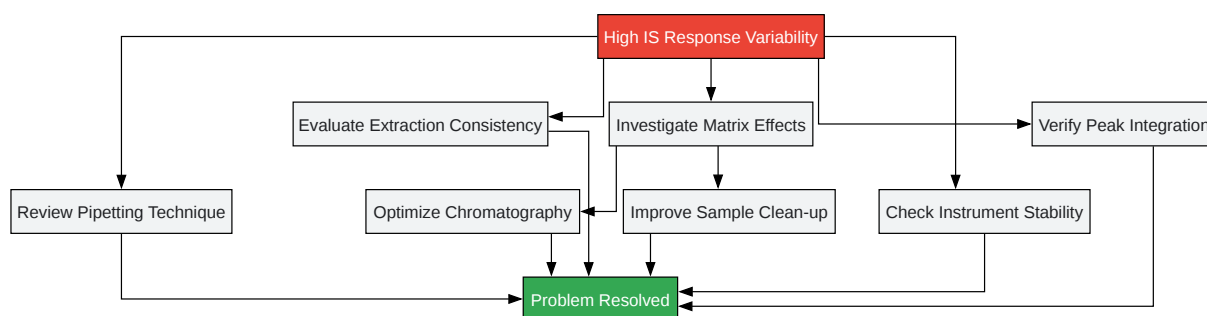 High IS Response Variability
Evaluate Extraction Consistency
Investigate Matrix Effects
Verify Peak Integration
Review Pipetting Technique
Optimize Chromatography
Improve Sample Clean-up
Check Instrument Stability
Problem Resolved